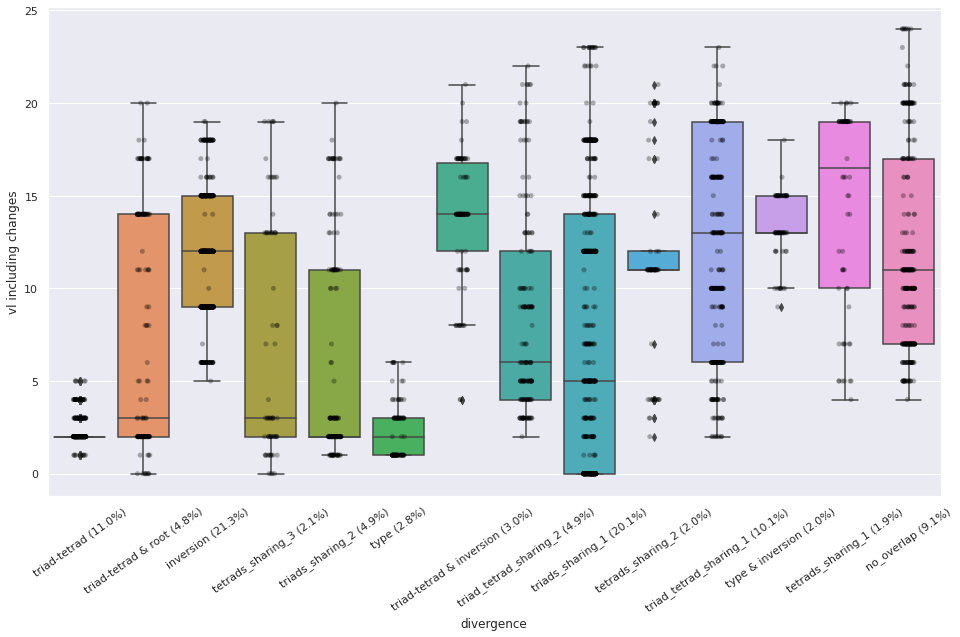 25
20
15
10
5
0
vl including changes
triad-tetrad (11.0%)
triad-tetrad & root (4.8%)
inversion (21.3%)
tetrads_sharing_3 (2.1%)
triads_sharing_2 (4.9%)
type (2.8%)
triad-tetrad & inversion (3.0%)
triad_tetrad_sharing_2 (4.9%)
triads_sharing_1 (20.1%)
tetrads_sharing_2 (2.0%)
triad_tetrad_sharing_1 (10.1%)
type & inversion (2.0%)
tetrads_sharing_1 (1.9%)
no_overlap (9.1%)
divergence